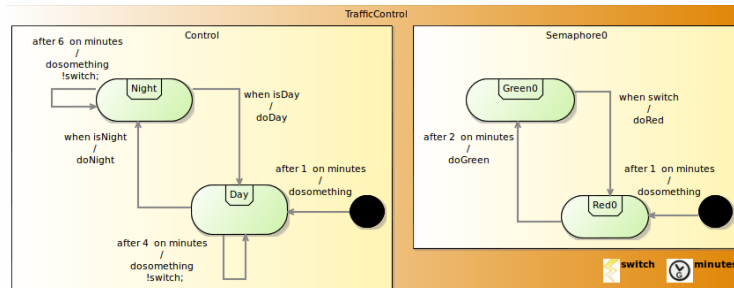 TrafficControl
Control
after 6 on minutes
/
dosomething
!switch;
Night
when isDay
/
doDay
when isNight
/
doNight
after 1 on minutes
/
dosomething
Day
after 4 on minutes
/
dosomething
!switch;
Semaphore0
Green0
when switch
/
doRed
after 2 on minutes
/
doGreen
after 1 on minutes
/
dosomething
Red0
switch
G
minutes